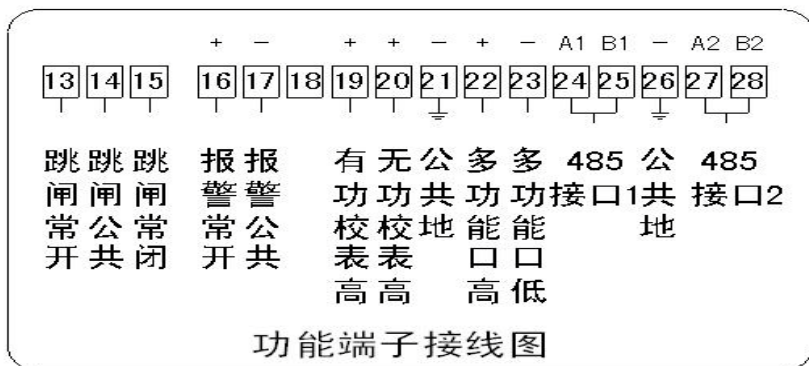 + − + + − + − A1 B1 − A2 B2
13 14 15 16 17 18 19 20 21 22 23 24 25 26 27 28
跳闸常开
跳闸公共
跳闸常闭
报警常开
报警公共
有功校表高
无功校表高
公共地
多功能口高
多功能口低
485
接口1
公共地
485
接口2
功能端子接线图